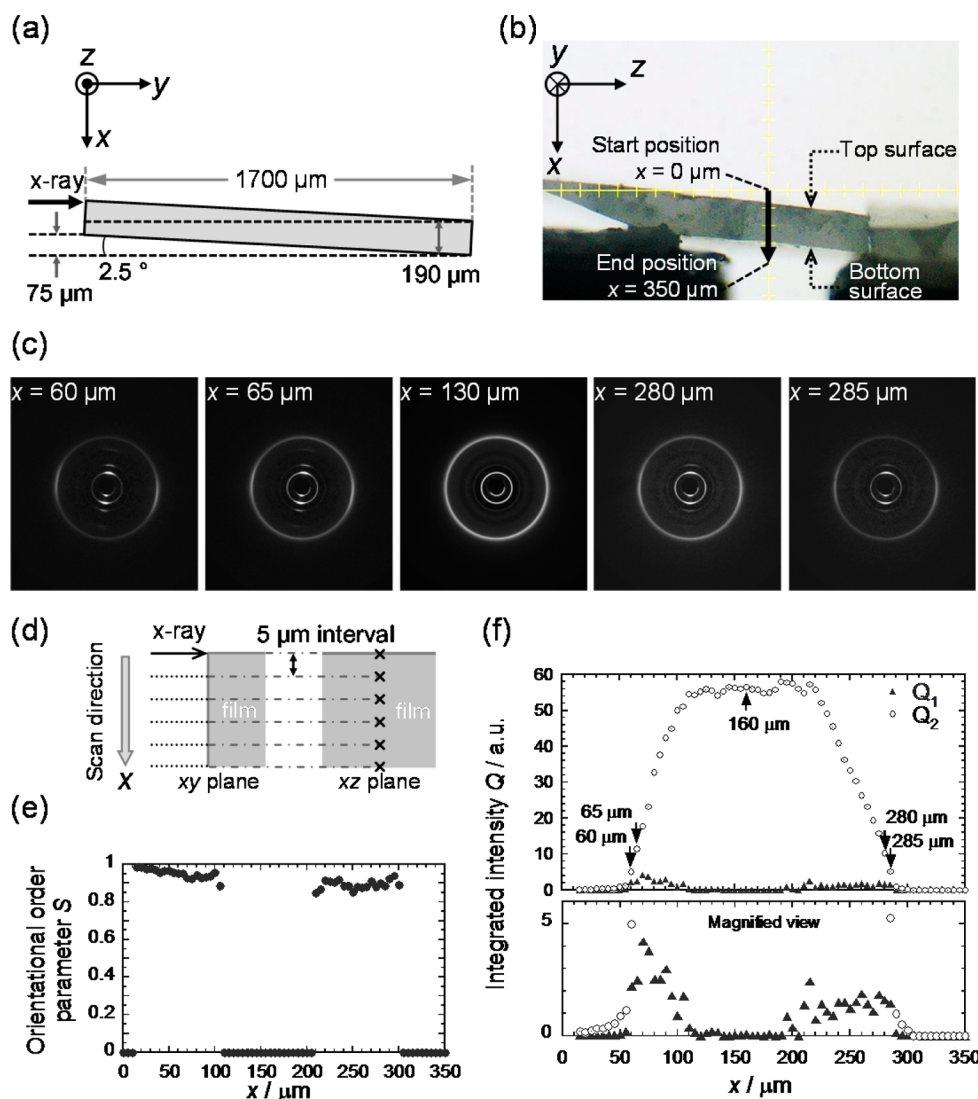 (a)
z
y
x
x-ray
1700 µm
2.5 °
75 µm
190 µm
(b)
y
z
x
Start position
x = 0 µm
Top surface
End position
x = 350 µm
Bottom
surface
(c)
x = 60 µm
x = 65 µm
x = 130 µm
x = 280 µm
x = 285 µm
(d)
x-ray
5 µm interval
Scan direction
film
film
X
xy plane
xz plane
(e)
Orientational order
parameter S
1
0.8
0.6
0.4
0.2
0
0 50 100 150 200 250 300 350
x / µm
(f)
Integrated intensity Q / a.u.
60
50
40
30
20
10
0
Q1
Q2
160 µm
65 µm
60 µm
280 µm
285 µm
Magnified view
5
0
0 50 100 150 200 250 300 350
x / µm